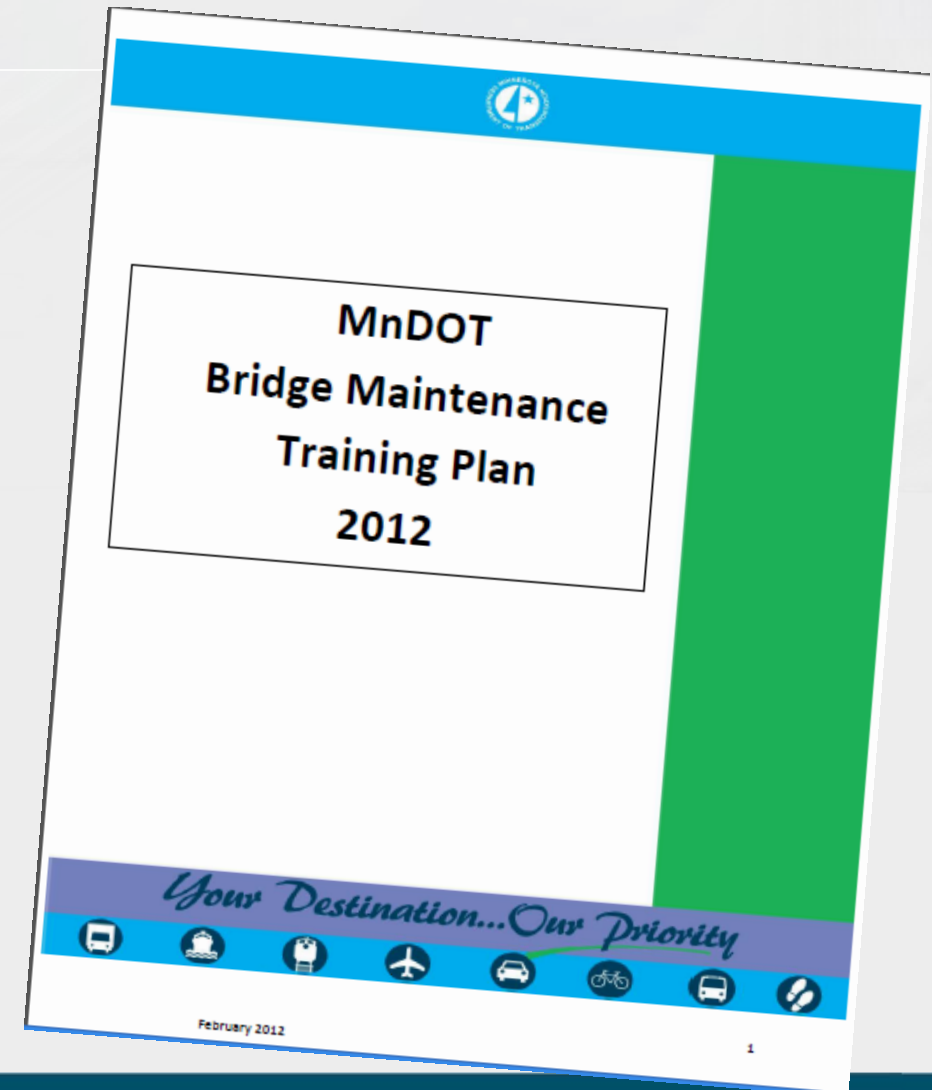 MnDOT
Bridge Maintenance
Training Plan
2012
Your Destination...Our Priority
February 2012
1